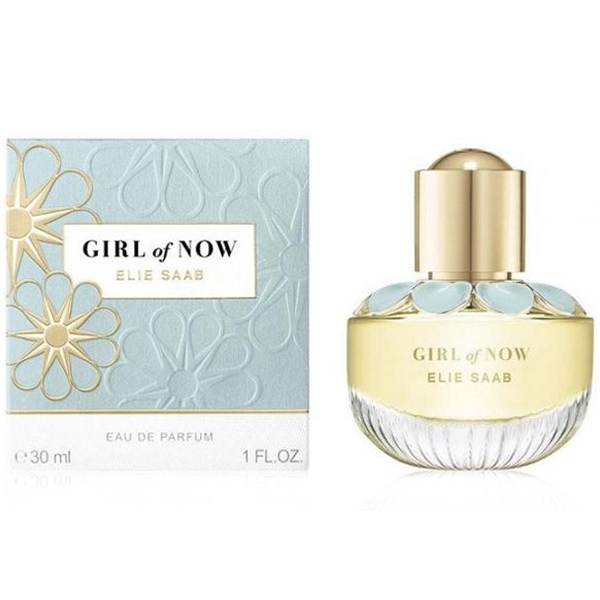 GIRL of NOW
ELIE SAAB
EAU DE PARFUM
℮30 ml 1 FL.OZ.
GIRL of NOW
ELIE SAAB